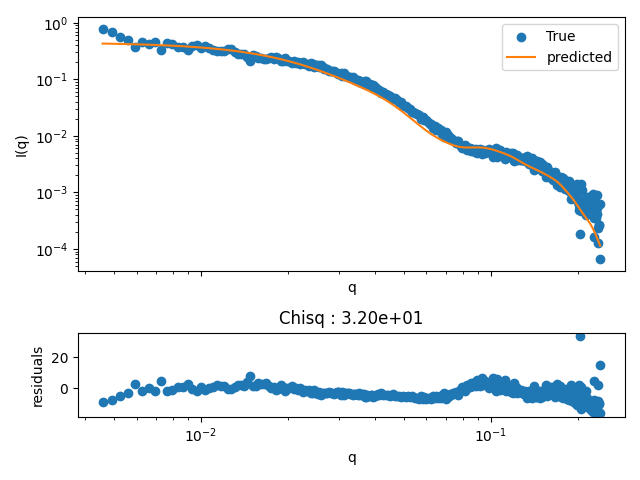 10⁰
10⁻¹
10⁻²
10⁻³
10⁻⁴
I(q)
True
predicted
q
Chisq : 3.20e+01
20
0
residuals
10⁻²
10⁻¹
q